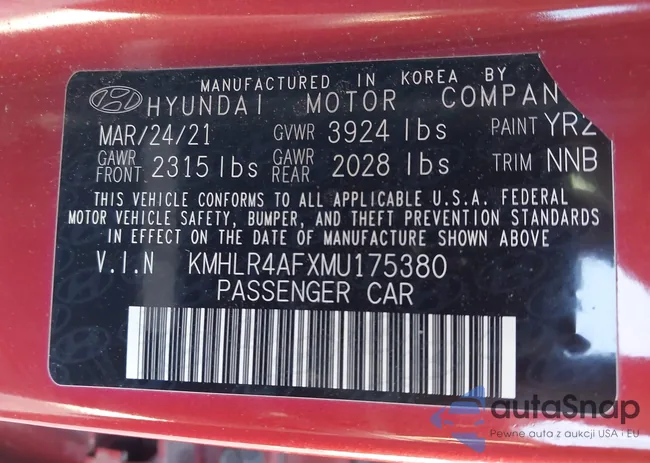 MANUFACTURED IN KOREA BY
HYUNDAI MOTOR COMPAN
MAR/24/21 GVWR 3924 lbs PAINT YR2
GAWR FRONT 2315 lbs GAWR REAR 2028 lbs TRIM NNB
THIS VEHICLE CONFORMS TO ALL APPLICABLE U.S.A. FEDERAL
MOTOR VEHICLE SAFETY, BUMPER, AND THEFT PREVENTION STANDARDS
IN EFFECT ON THE DATE OF MANUFACTURE SHOWN ABOVE
V.I.N KMHLR4AFXMU175380
PASSENGER CAR
autaSnap
Pewne auta z aukcji USA i EU